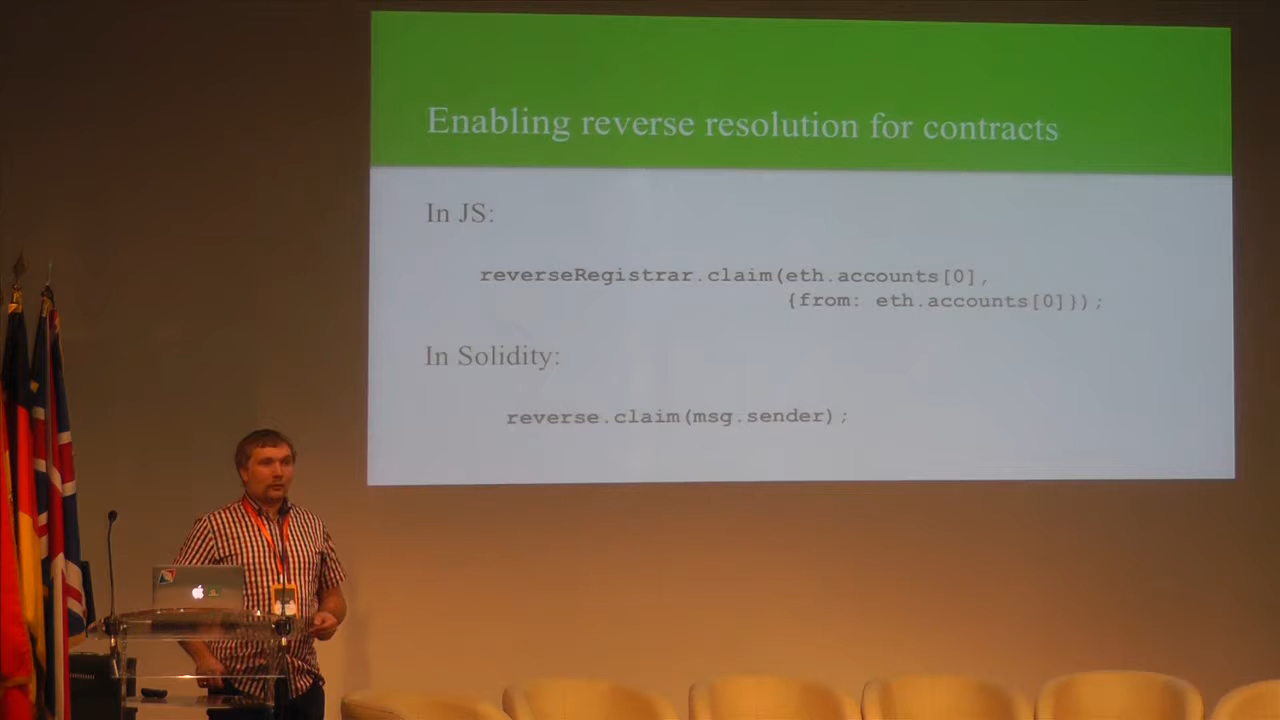 Enabling reverse resolution for contracts
In JS:
reverseRegistrar.claim(eth.accounts[0],
{from: eth.accounts[0]});
In Solidity:
reverse.claim(msg.sender);